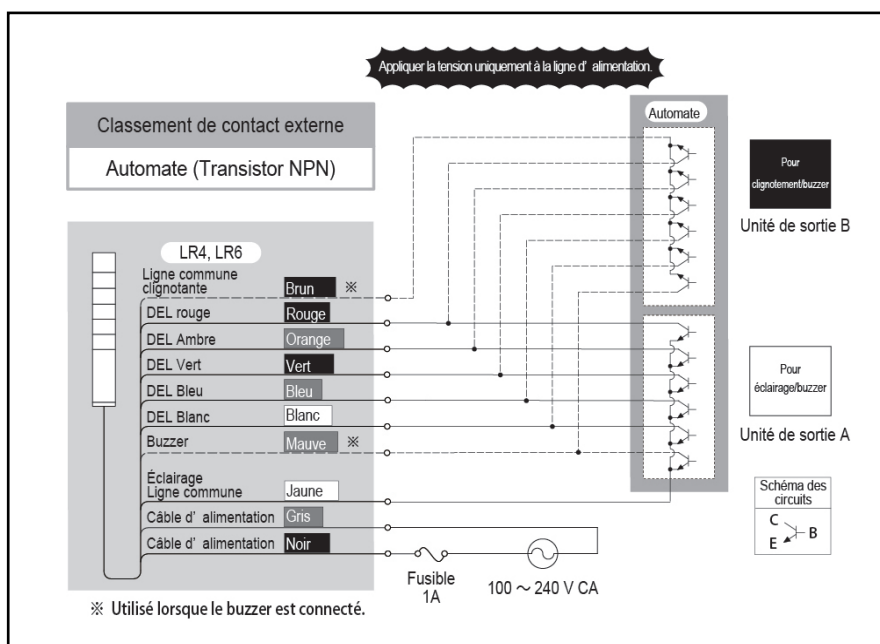 Appliquer la tension uniquement à la ligne d' alimentation.
Classement de contact externe
Automate (Transistor NPN)
Automate
Pour
clignotement/buzzer
Unité de sortie B
LR4, LR6
Ligne commune
clignotante
Brun ※
DEL rouge Rouge
DEL Ambre Orange
DEL Vert Vert
DEL Bleu Bleu
DEL Blanc Blanc
Buzzer Mauve ※
Éclairage
Ligne commune Jaune
Câble d' alimentation Gris
Câble d' alimentation Noir
Pour
éclairage/buzzer
Unité de sortie A
Schéma des
circuits
C
B
E
Fusible
1A
100 ~ 240 V CA
※ Utilisé lorsque le buzzer est connecté.